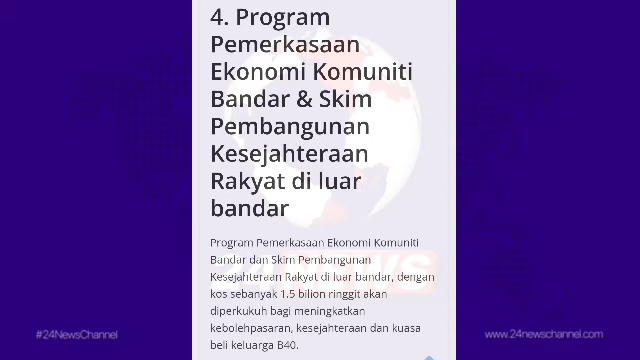 4. Program
Pemerkasaan
Ekonomi Komuniti
Bandar & Skim
Pembangunan
Kesejahteraan
Rakyat di luar
bandar
Program Pemerkasaan Ekonomi Komuniti
Bandar dan Skim Pembangunan
Kesejahteraan Rakyat di luar bandar, dengan
kos sebanyak 1.5 bilion ringgit akan
diperkukuh bagi meningkatkan
kebolehpasaran, kesejahteraan dan kuasa
beli keluarga B40.
24 NEWS
#24NewsChannel
www.24newschannel.com